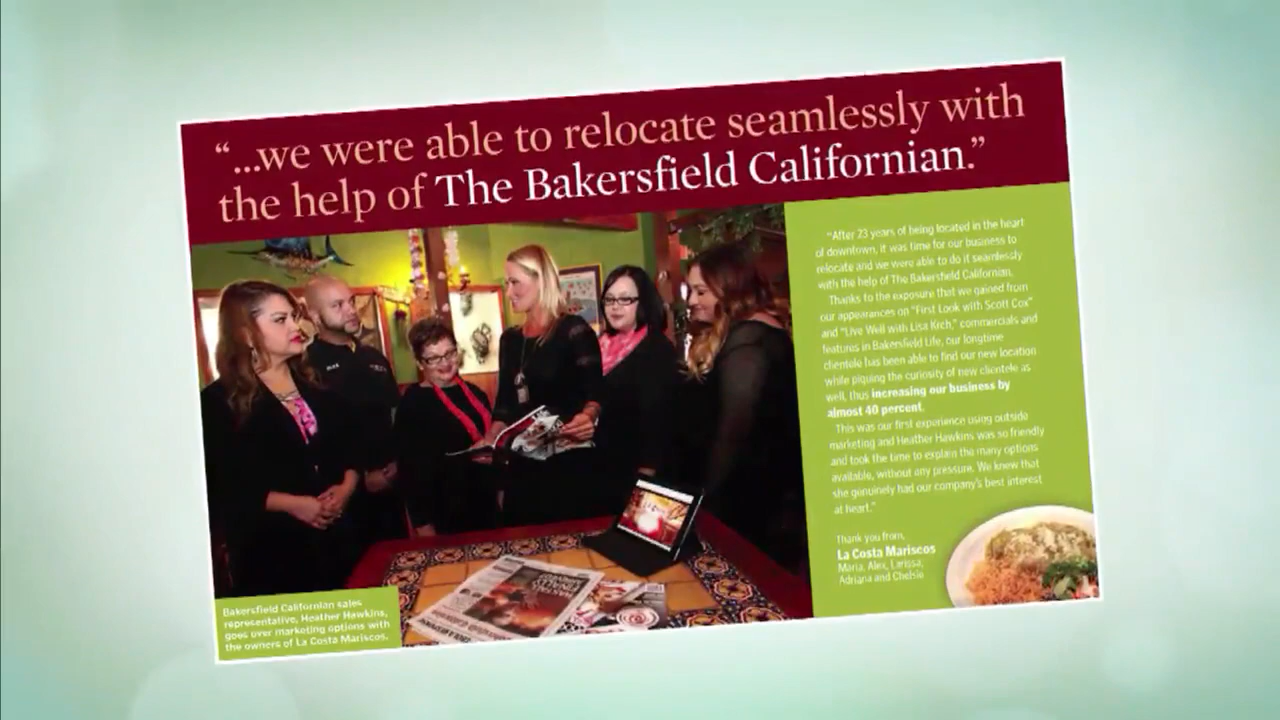 “...we were able to relocate seamlessly with
the help of The Bakersfield Californian.”
“After 23 years of being located in the heart
of downtown, it was time for our business to
relocate and we were able to do it seamlessly
with the help of The Bakersfield Californian.
Thanks to the exposure that we gained from
our appearances on “First Look with Scott Cox”
and “Live Well with Lisa Kich,” commercials and
features in Bakersfield Life, our longtime
clientele has been able to find our new location
while piquing the curiosity of new clientele as
well, thus increasing our business by
almost 40 percent.
This was our first experience using outside
marketing and Heather Hawkins was so friendly
and took the time to explain the many options
available, without any pressure. We knew that
she genuinely had our company's best interest
at heart.”
Thank you from,
La Costa Mariscos
Maria, Alex, Larissa,
Adriana and Chelsie
Bakersfield Californian sales
representative, Heather Hawkins,
goes over marketing options with
the owners of La Costa Mariscos.